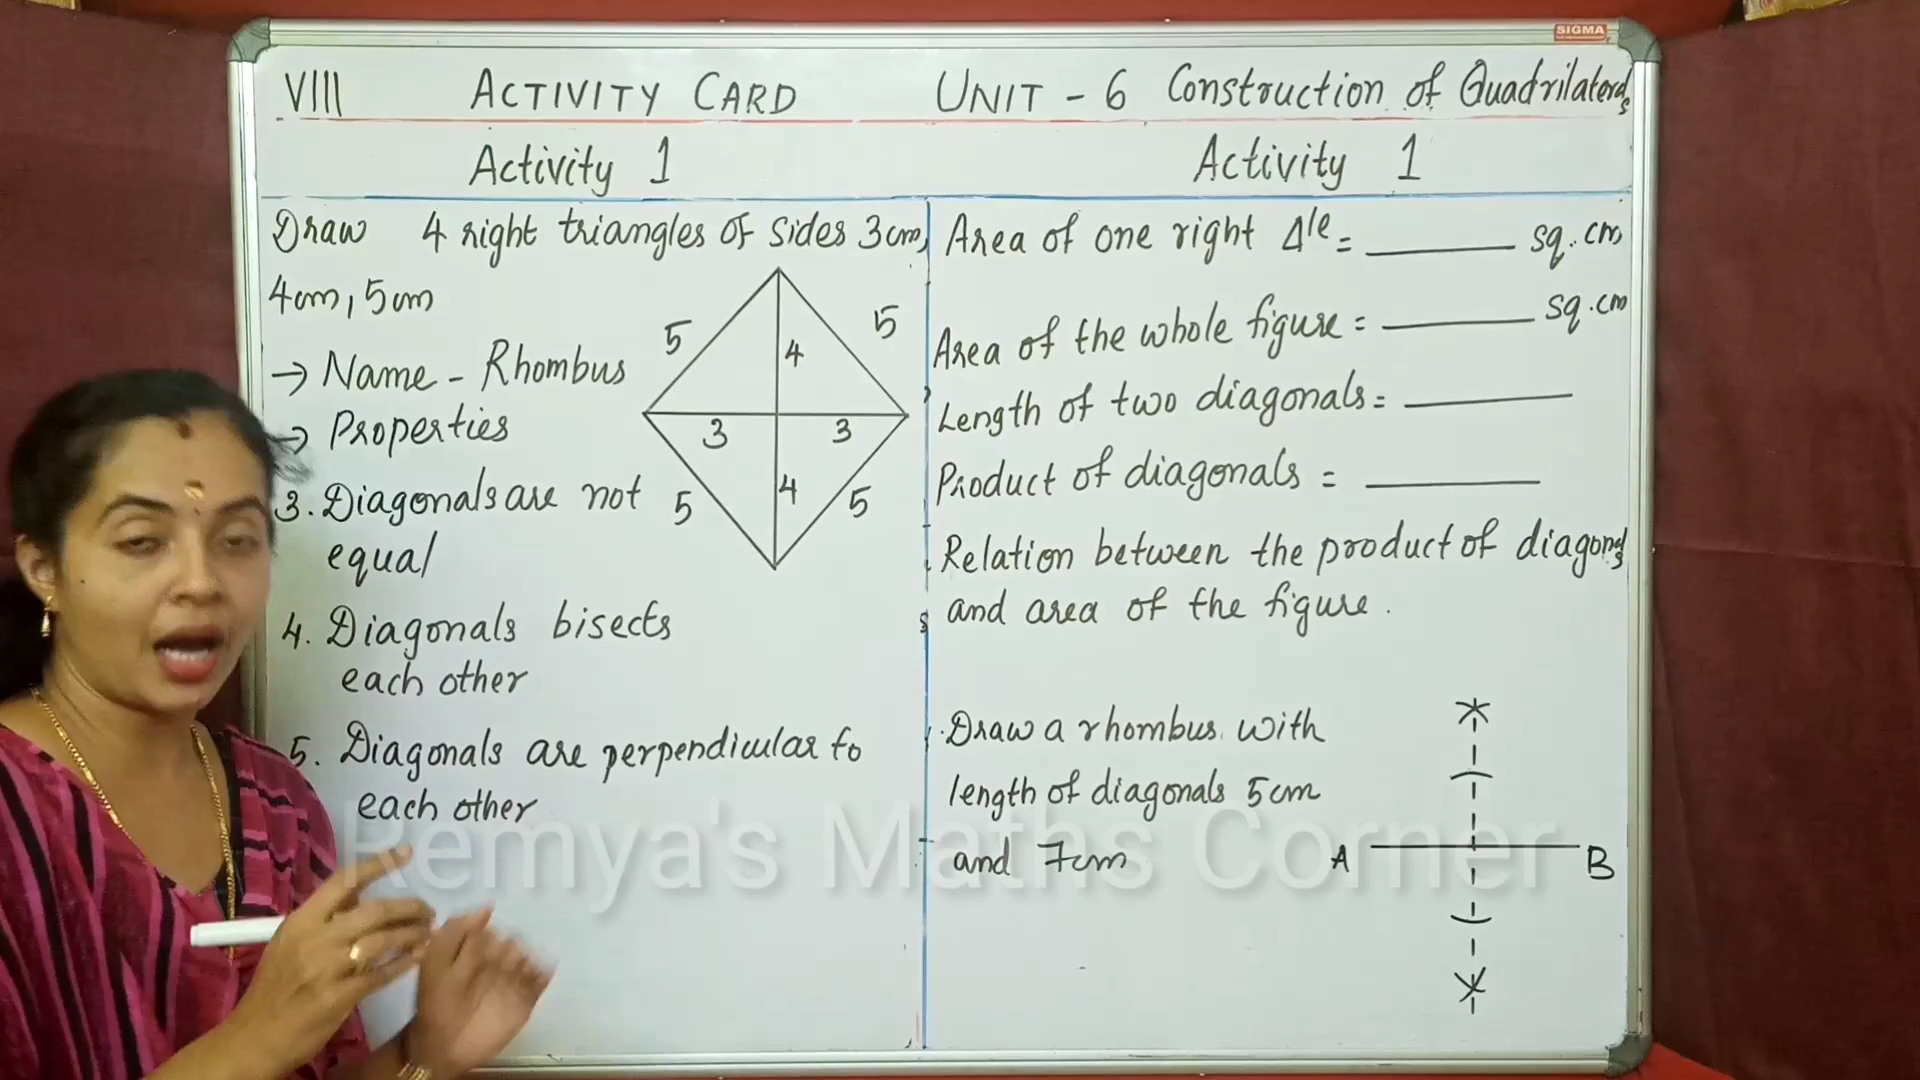 SIGMA
VIII ACTIVITY CARD UNIT - 6 Construction of Quadrilaterals
Activity 1
Draw 4 right triangles of sides 3cm,
4cm, 5cm
→ Name - Rhombus
→ Properties
3. Diagonals are not
equal
4. Diagonals bisects
each other
5. Diagonals are perpendicular to
each other
5
5
4
3
3
4
5
5
Activity 1
Area of one right Δle = ______ sq.cm
Area of the whole figure = ______ sq.cm
Length of two diagonals = ______
Product of diagonals = ______
Relation between the product of diagonals
and area of the figure.
Draw a rhombus with
length of diagonals 5cm
and 7cm
A
B
Remya's Maths Corner